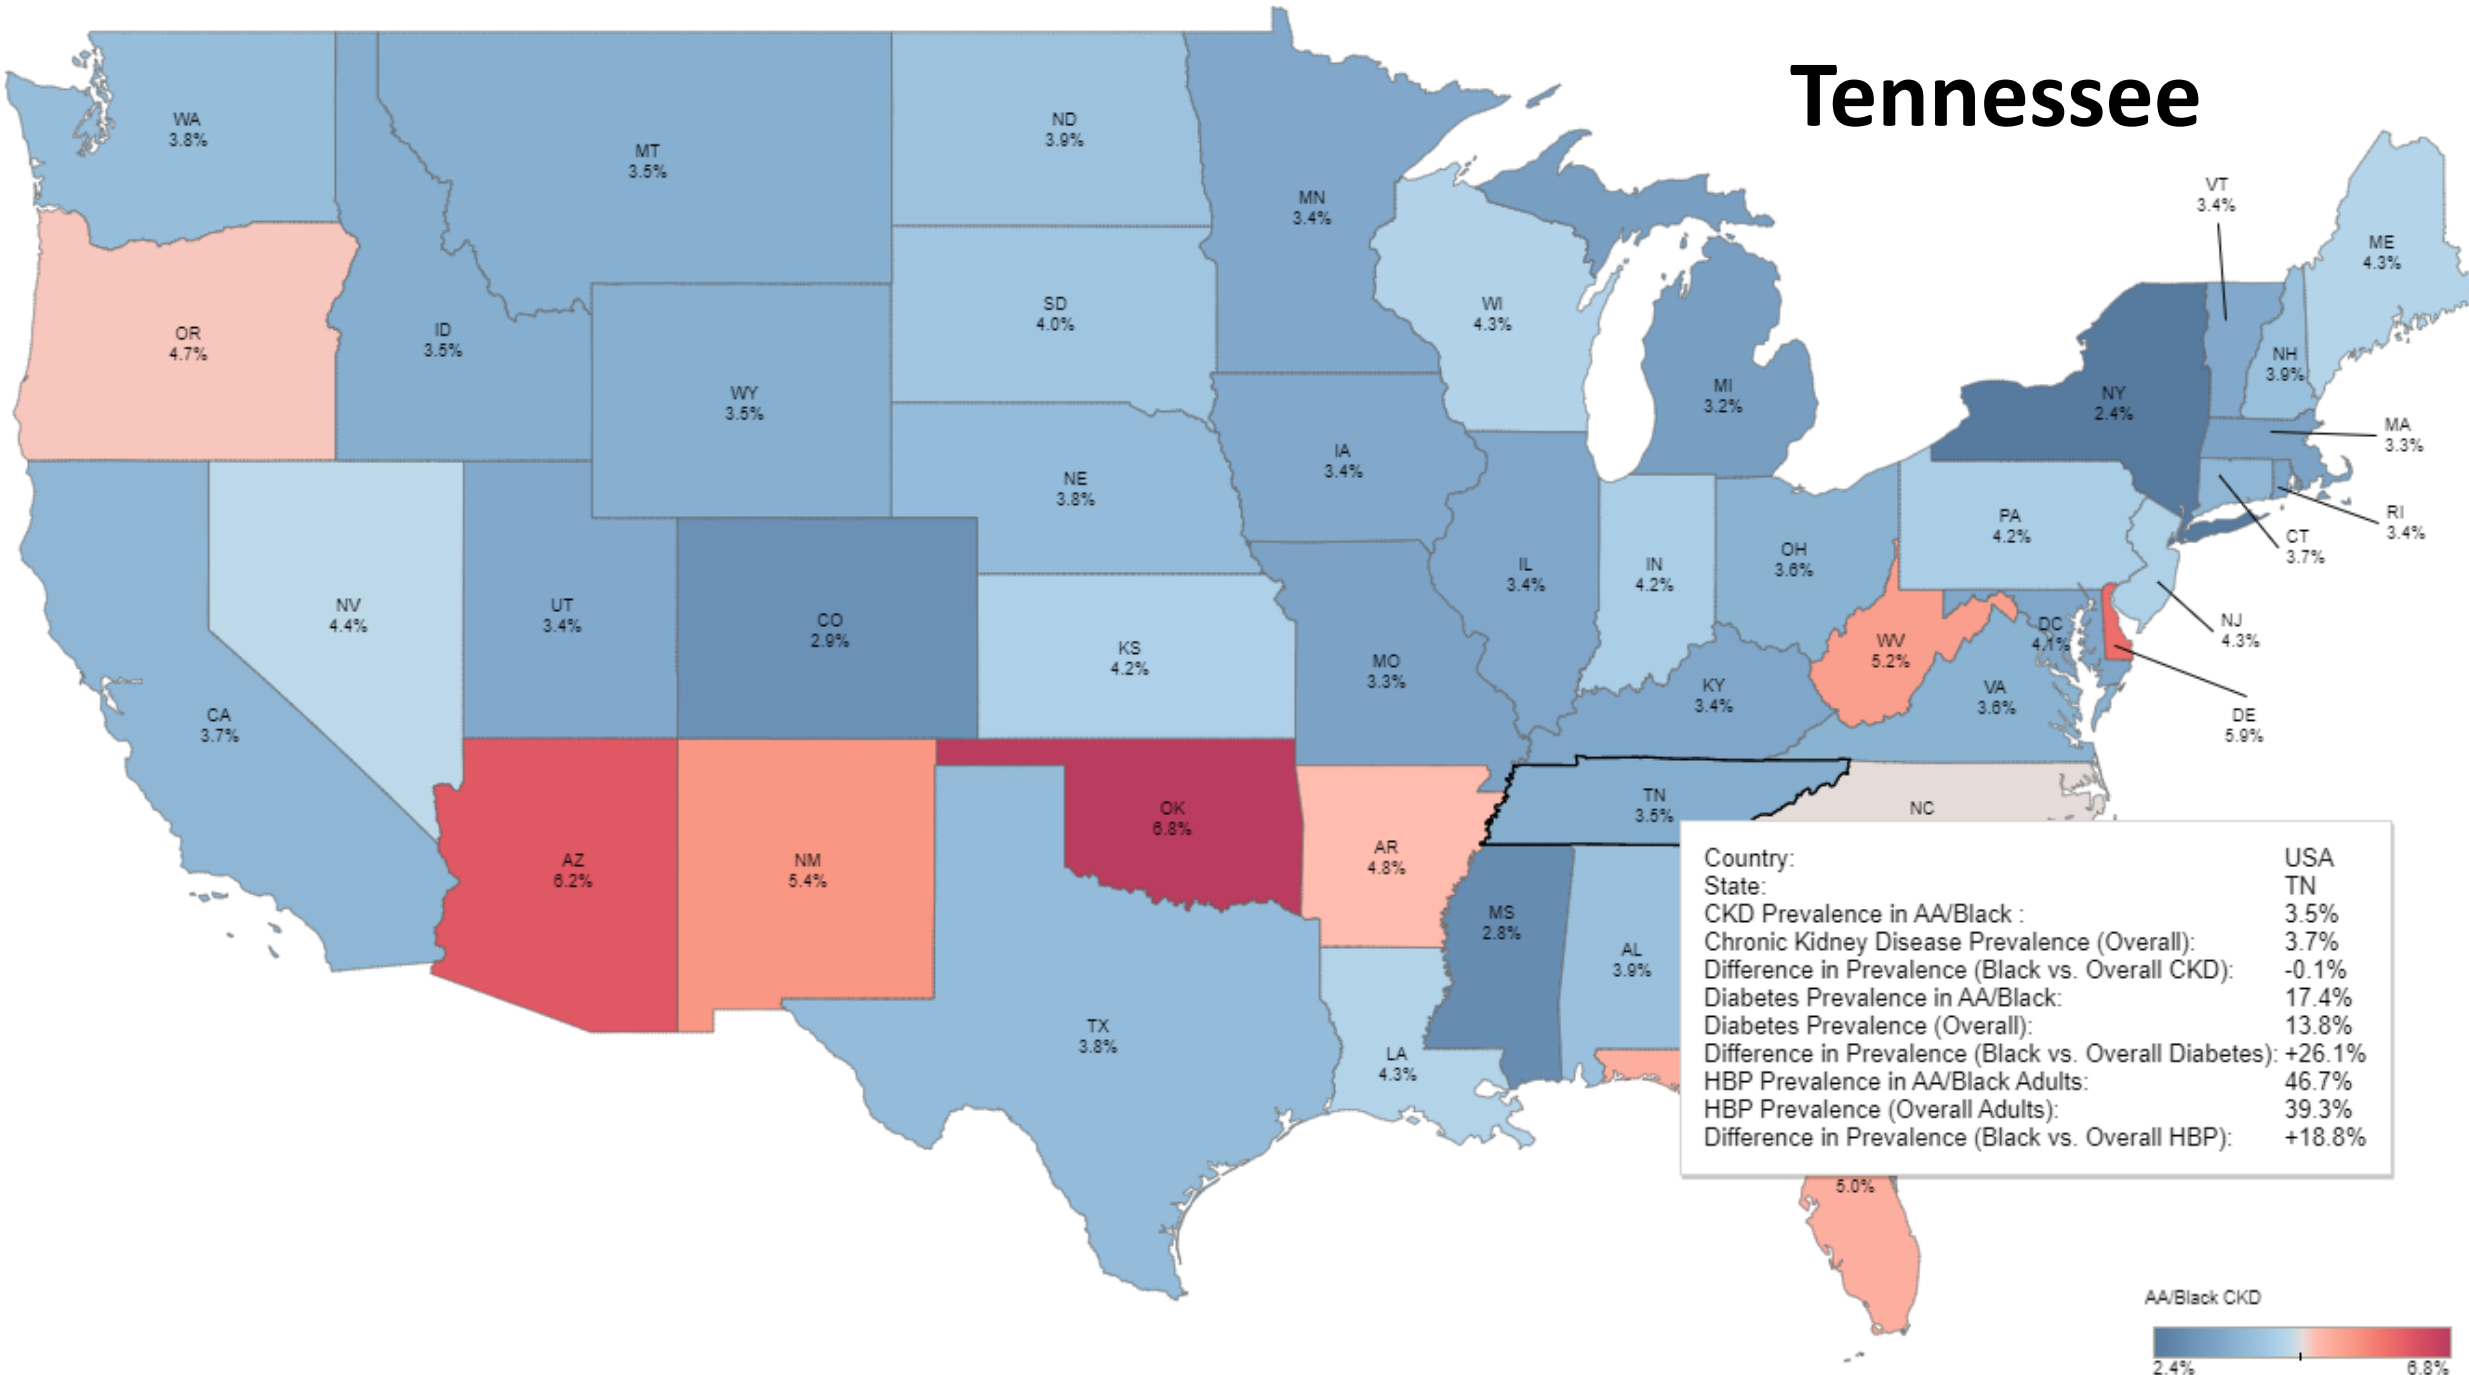 Tennessee
WA
3.8%
MT
3.5%
ND
3.9%
MN
3.4%
VT
3.4%
ME
4.3%
OR
4.7%
ID
3.5%
SD
4.0%
WI
4.3%
NH
3.9%
WY
3.5%
MI
3.2%
NY
2.4%
MA
3.3%
IA
3.4%
NE
3.8%
PA
4.2%
RI
3.4%
CT
3.7%
OH
3.6%
IL
3.4%
IN
4.2%
NV
4.4%
UT
3.4%
CO
2.9%
KS
4.2%
MO
3.3%
WV
5.2%
DC
4.1%
NJ
4.3%
KY
3.4%
VA
3.6%
DE
5.9%
CA
3.7%
TN
3.5%
NC
OK
6.8%
AZ
6.2%
NM
5.4%
AR
4.8%
MS
2.8%
AL
3.9%
TX
3.8%
LA
4.3%
Country: USA
State: TN
CKD Prevalence in AA/Black : 3.5%
Chronic Kidney Disease Prevalence (Overall): 3.7%
Difference in Prevalence (Black vs. Overall CKD): -0.1%
Diabetes Prevalence in AA/Black: 17.4%
Diabetes Prevalence (Overall): 13.8%
Difference in Prevalence (Black vs. Overall Diabetes): +26.1%
HBP Prevalence in AA/Black Adults: 46.7%
HBP Prevalence (Overall Adults): 39.3%
Difference in Prevalence (Black vs. Overall HBP): +18.8%
5.0%
AA/Black CKD
2.4% 6.8%